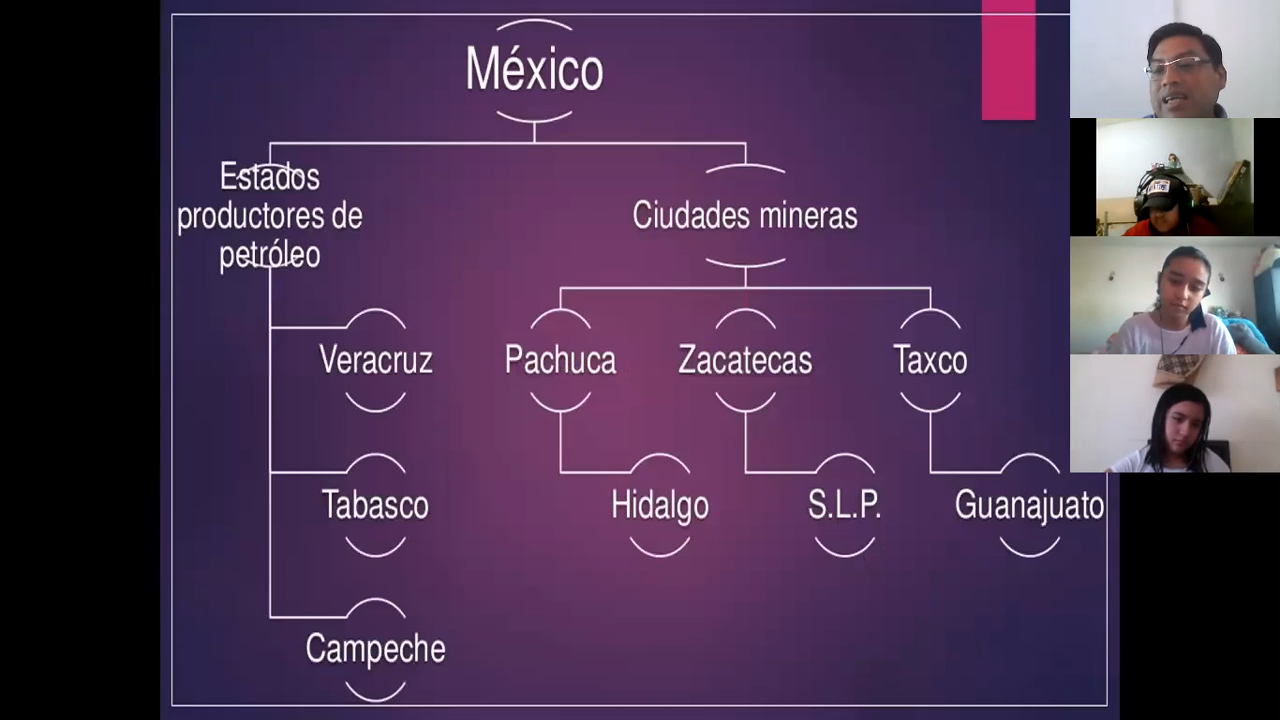 México
Estados
productores de
petróleo
Ciudades mineras
Veracruz
Pachuca
Zacatecas
Taxco
Tabasco
Hidalgo
S.L.P.
Guanajuato
Campeche